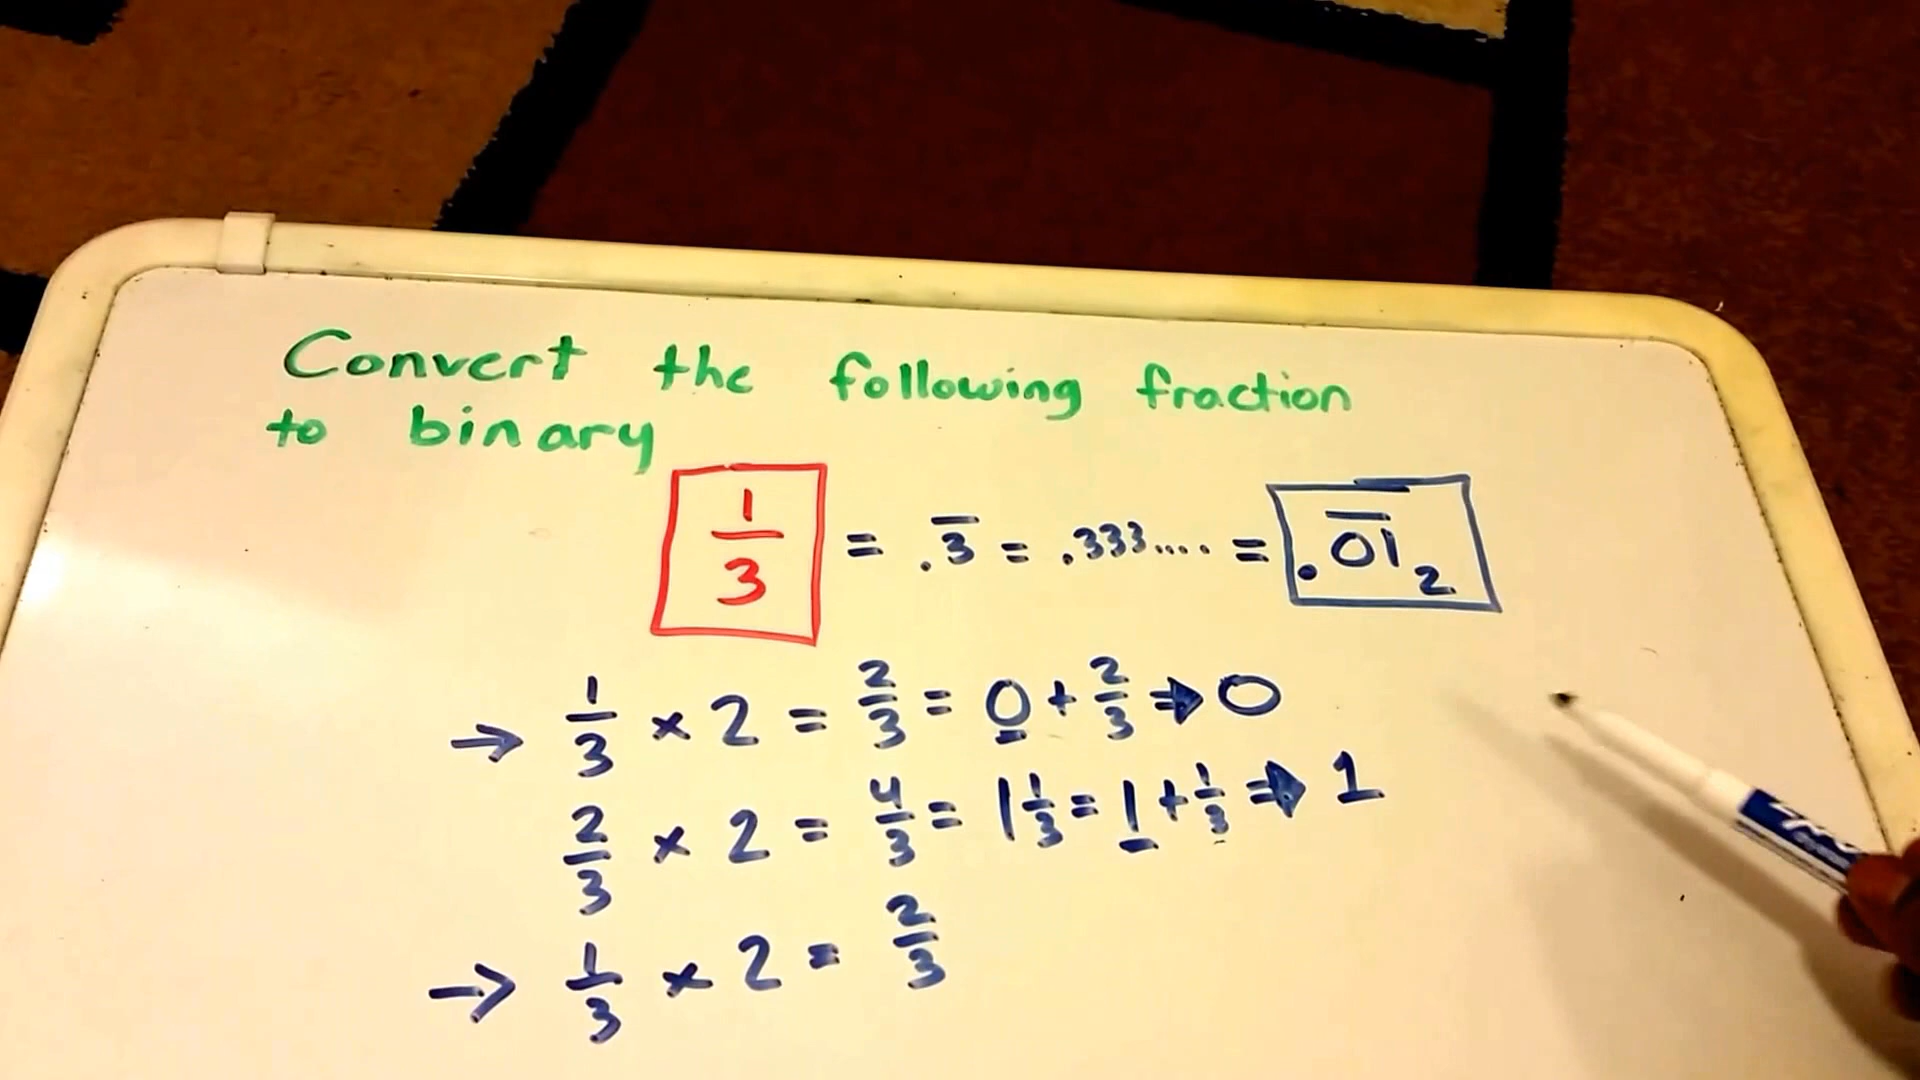 Convert the following fraction
to binary
1/3 = .3̅ = .333.... = .0̅1̅₂
→ 1/3 × 2 = 2/3 = 0 + 2/3 ⇒ 0
2/3 × 2 = 4/3 = 1 1/3 = 1 + 1/3 ⇒ 1
→ 1/3 × 2 = 2/3